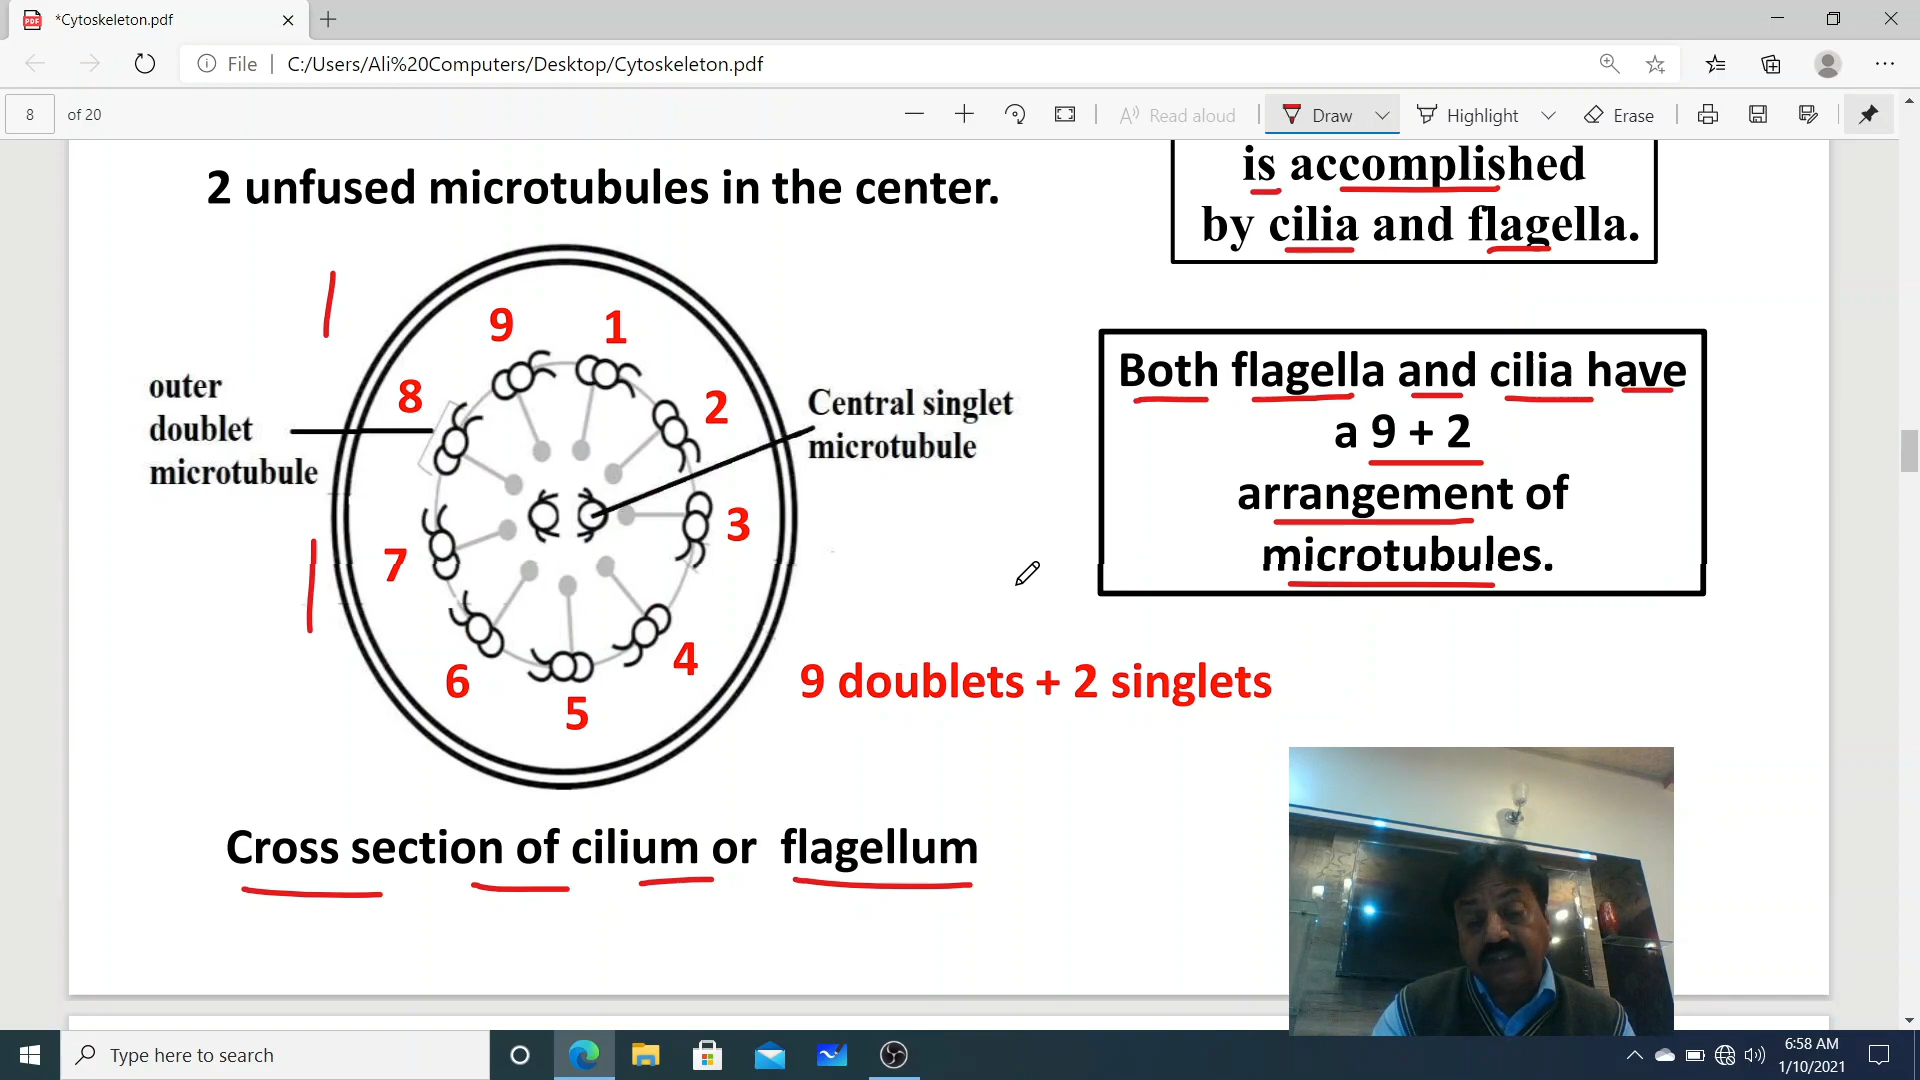 *Cytoskeleton.pdf
File
C:/Users/Ali%20Computers/Desktop/Cytoskeleton.pdf
8
of 20
Read aloud
Draw
Highlight
Erase
2 unfused microtubules in the center.
is accomplished
by cilia and flagella.
9
1
8
2
outer
doublet
microtubule
Central singlet
microtubule
7
3
6
4
5
Both flagella and cilia have
a 9 + 2
arrangement of
microtubules.
9 doublets + 2 singlets
Cross section of cilium or flagellum
Type here to search
6:58 AM
1/10/2021